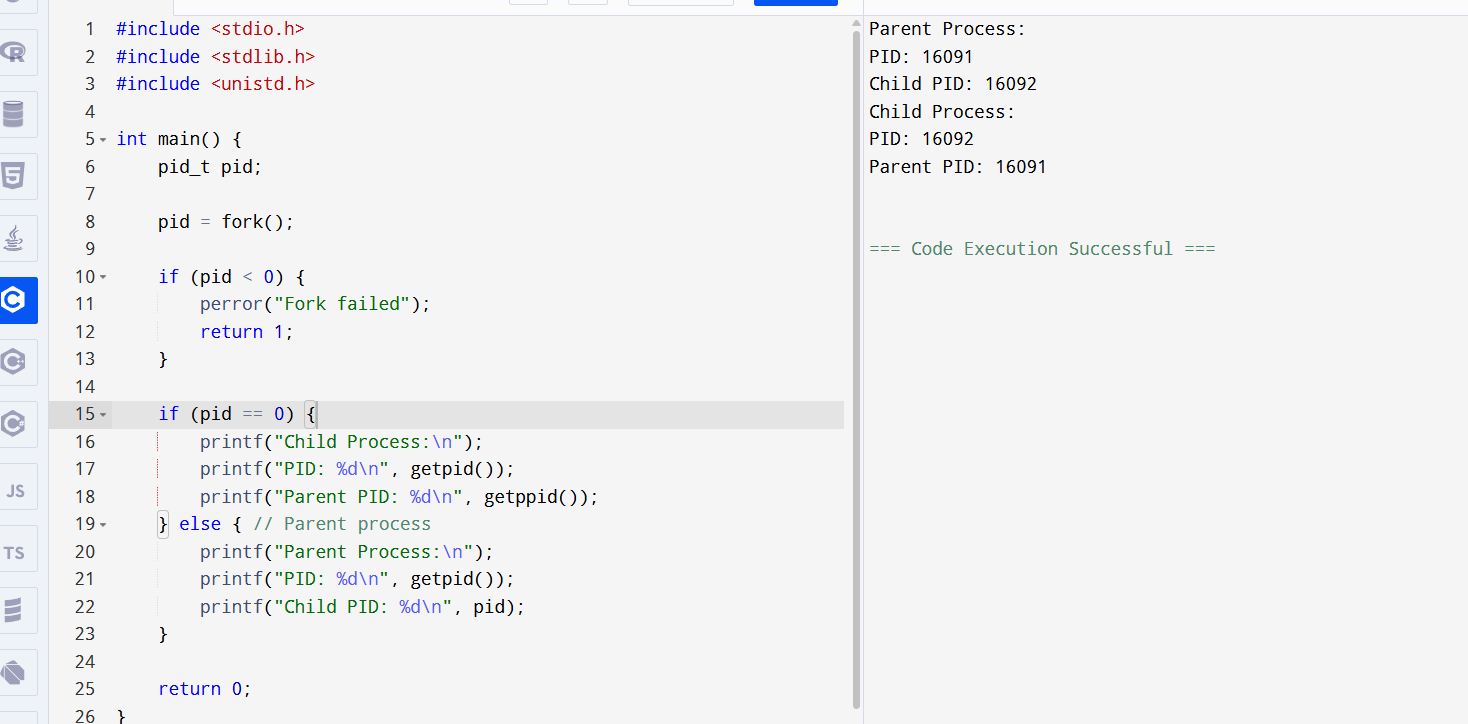 1 #include <stdio.h>
2 #include <stdlib.h>
3 #include <unistd.h>
4
5 int main() {
6     pid_t pid;
7
8     pid = fork();
9
10     if (pid < 0) {
11         perror("Fork failed");
12         return 1;
13     }
14
15     if (pid == 0) {
16         printf("Child Process:\n");
17         printf("PID: %d\n", getpid());
18         printf("Parent PID: %d\n", getppid());
19     } else { // Parent process
20         printf("Parent Process:\n");
21         printf("PID: %d\n", getpid());
22         printf("Child PID: %d\n", pid);
23     }
24
25     return 0;
26 }
Parent Process:
PID: 16091
Child PID: 16092
Child Process:
PID: 16092
Parent PID: 16091
=== Code Execution Successful ===
R
5
C
C++
C#
JS
TS